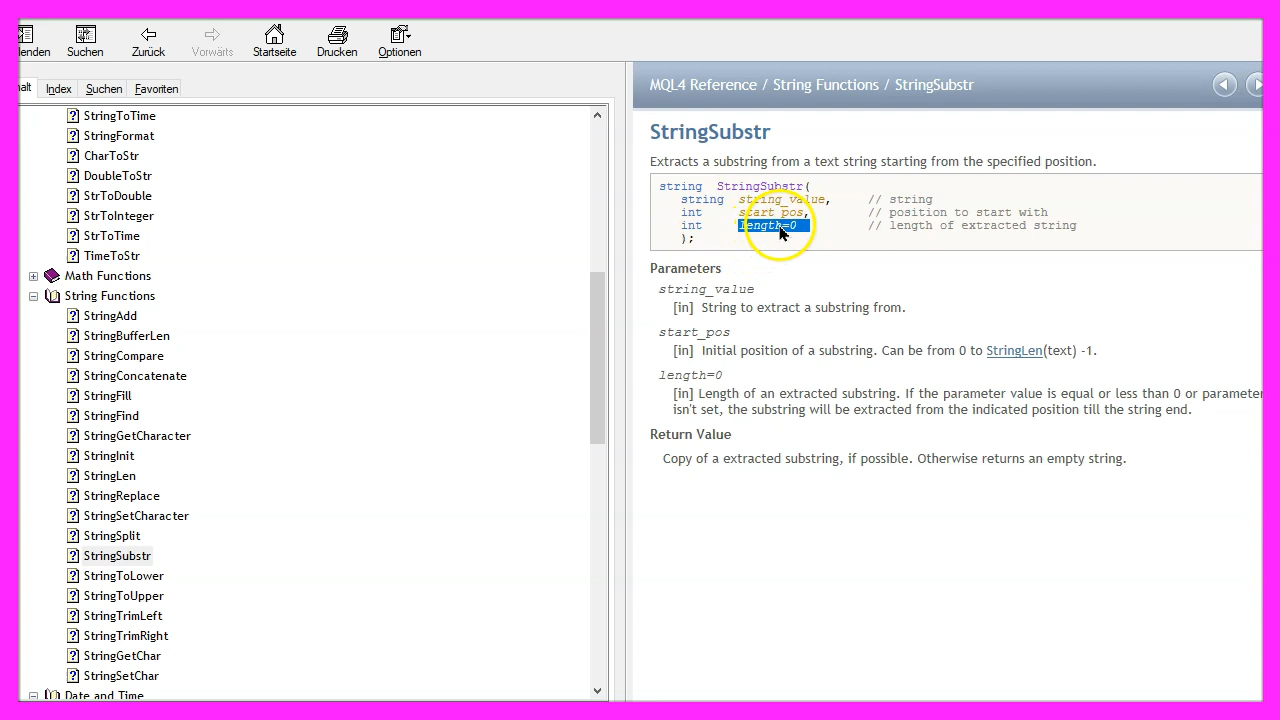 lenden Suchen Zurück Vorwärts Startseite Drucken Optionen
alt Index Suchen Favoriten
StringToTime
StringFormat
CharToStr
DoubleToStr
StrToDouble
StrToInteger
StrToTime
TimeToStr
Math Functions
String Functions
StringAdd
StringBufferLen
StringCompare
StringConcatenate
StringFill
StringFind
StringGetCharacter
StringInit
StringLen
StringReplace
StringSetCharacter
StringSplit
StringSubstr
StringToLower
StringToUpper
StringTrimLeft
StringTrimRight
StringGetChar
StringSetChar
Date and Time
MQL4 Reference / String Functions / StringSubstr
StringSubstr
Extracts a substring from a text string starting from the specified position.
string StringSubstr(
string string_value, // string
int start_pos, // position to start with
int length=0 // length of extracted string
);
Parameters
string_value
[in] String to extract a substring from.
start_pos
[in] Initial position of a substring. Can be from 0 to StringLen(text) -1.
length=0
[in] Length of an extracted substring. If the parameter value is equal or less than 0 or parameter
isn't set, the substring will be extracted from the indicated position till the string end.
Return Value
Copy of a extracted substring, if possible. Otherwise returns an empty string.